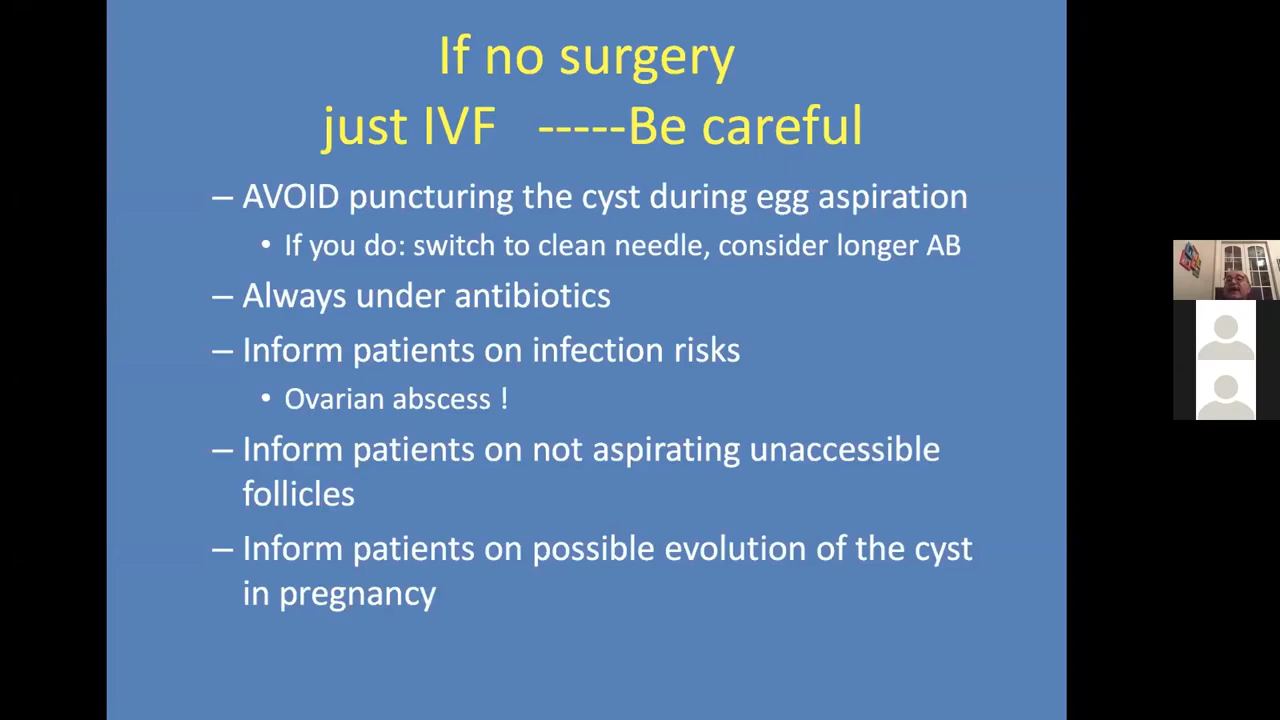 If no surgery
just IVF -----Be careful
– AVOID puncturing the cyst during egg aspiration
• If you do: switch to clean needle, consider longer AB
– Always under antibiotics
– Inform patients on infection risks
• Ovarian abscess !
– Inform patients on not aspirating unaccessible
follicles
– Inform patients on possible evolution of the cyst
in pregnancy